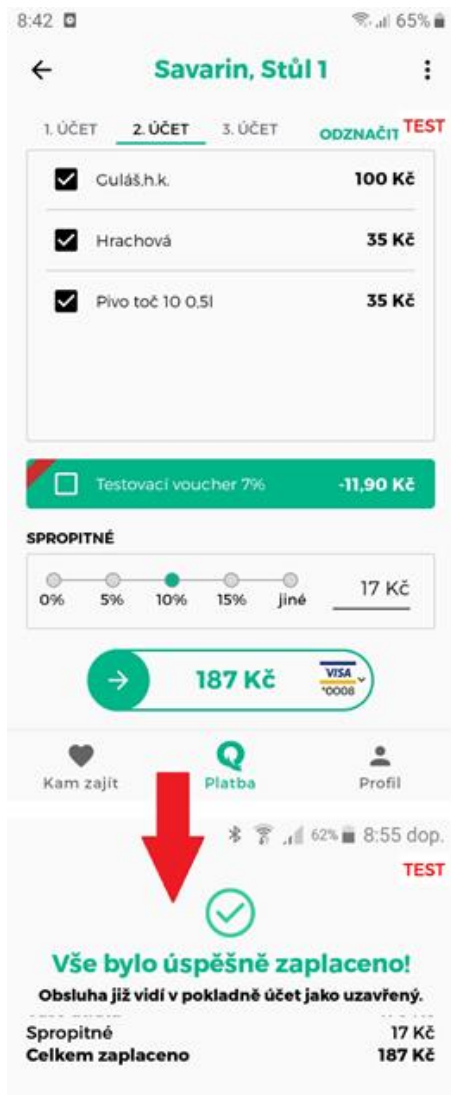 8:42 65%
Savarin, Stůl 1
1. ÚČET 2. ÚČET 3. ÚČET ODZNAČIT TEST
Guláš,h.k. 100 Kč
Hrachová 35 Kč
Pivo toč 10 0,5l 35 Kč
Testovací voucher 7% -11,90 Kč
SPROPITNÉ
0% 5% 10% 15% jiné 17 Kč
187 Kč VISA *0008
Kam zajít Platba Profil
62% 8:55 dop.
TEST
Vše bylo úspěšně zaplaceno!
Obsluha již vidí v pokladně účet jako uzavřený.
Spropitné 17 Kč
Celkem zaplaceno 187 Kč